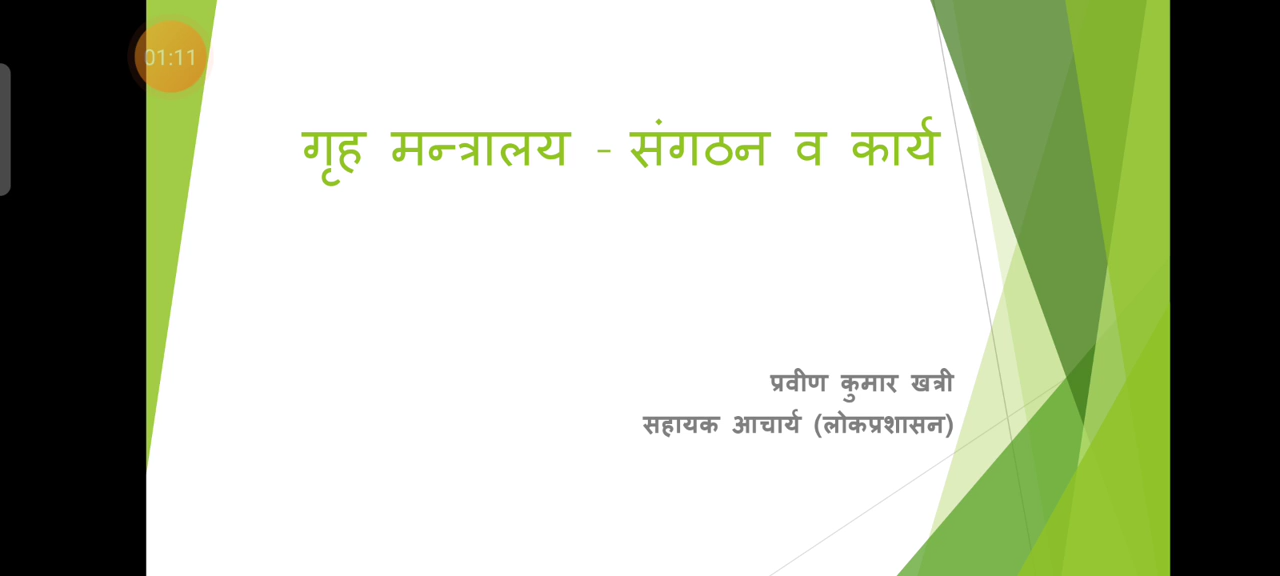 01:11
गृह मन्त्रालय - संगठन व कार्य
प्रवीण कुमार खत्री
सहायक आचार्य (लोकप्रशासन)